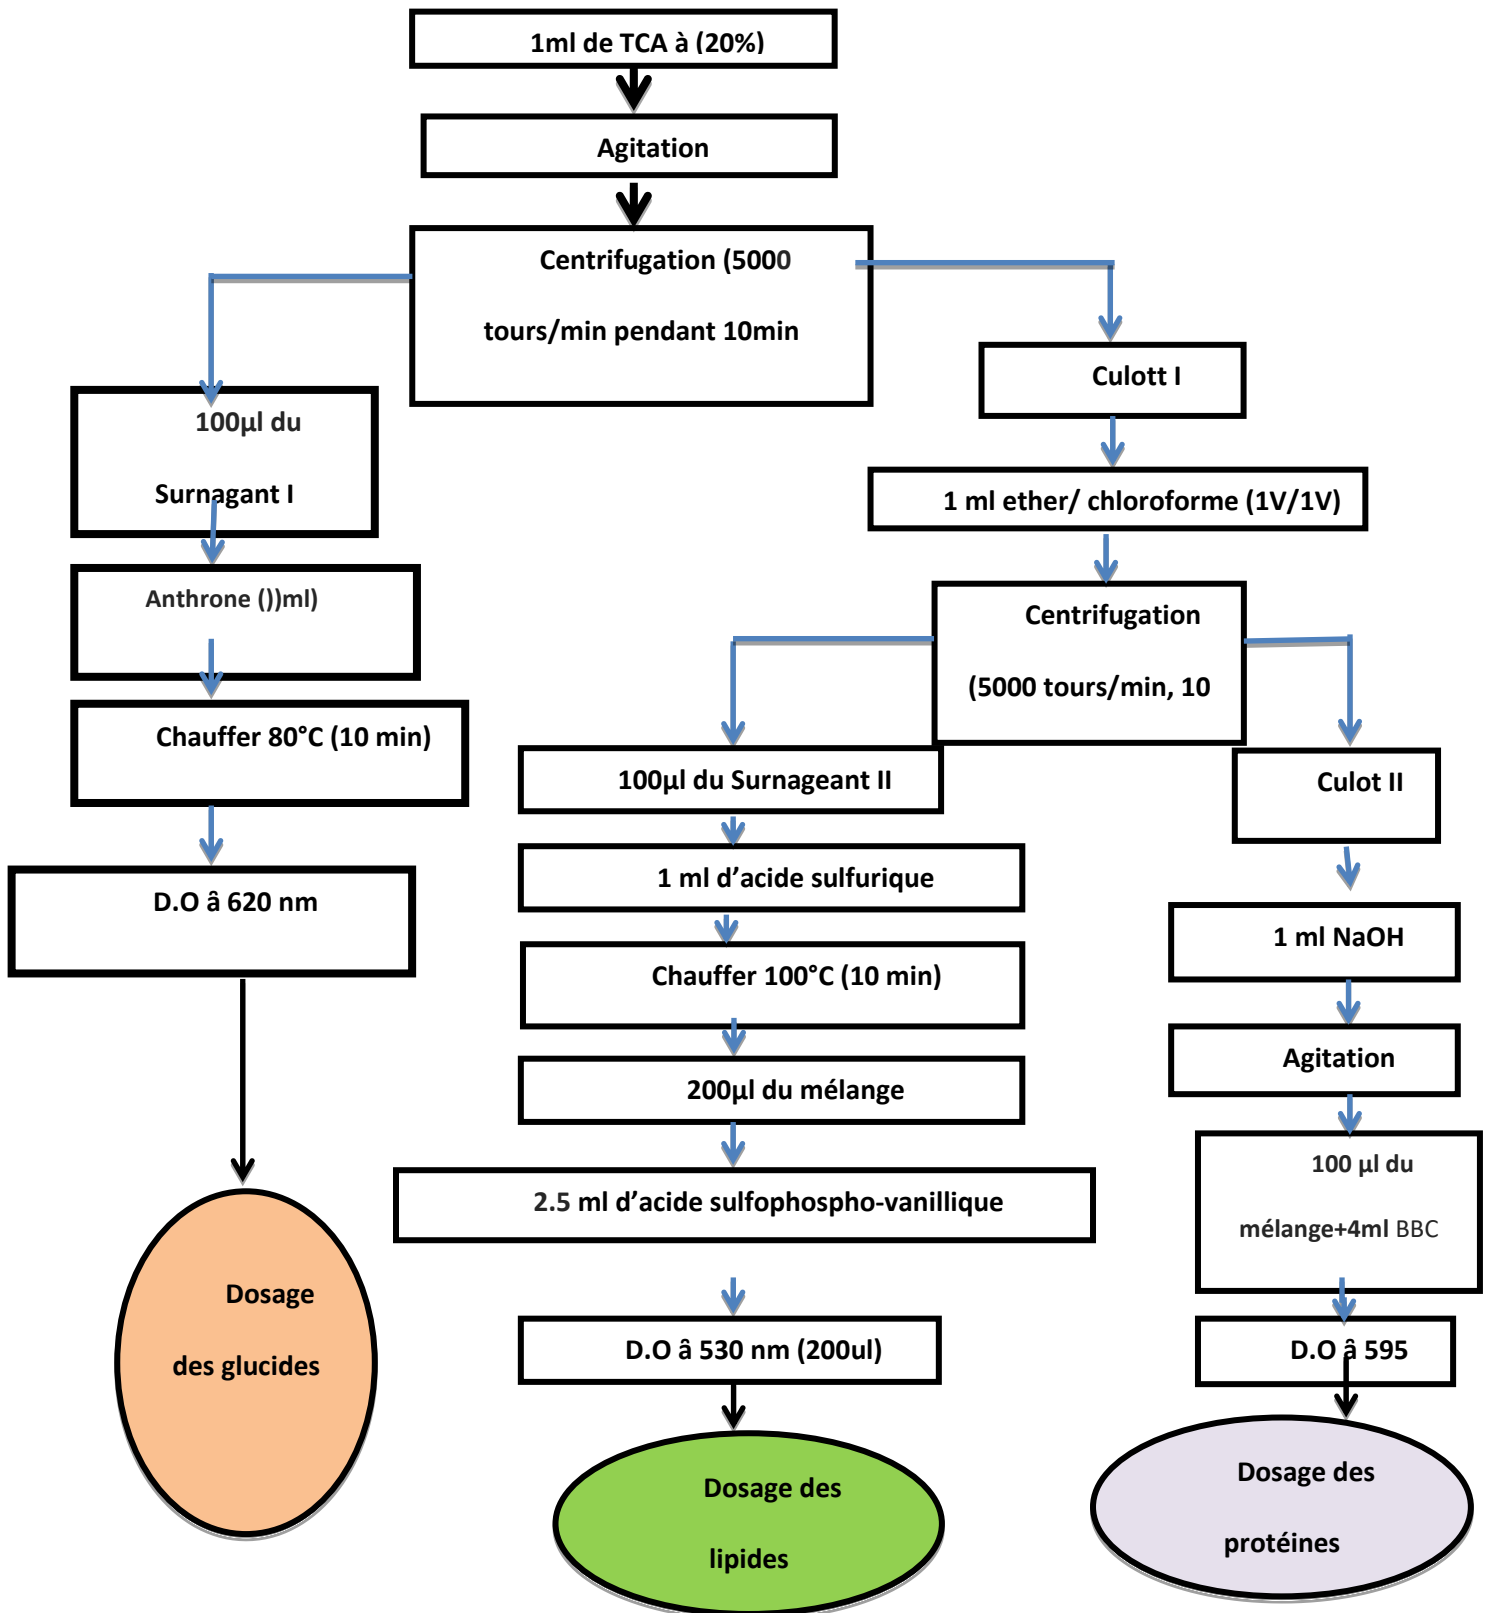 1ml de TCA à (20%)
Agitation
Centrifugation (5000
tours/min pendant 10min
100µl du
Surnagant I
Anthrone ())ml)
Chauffer 80°C (10 min)
D.O â 620 nm
Dosage
des glucides
Culott I
1 ml ether/ chloroforme (1V/1V)
Centrifugation
(5000 tours/min, 10
100µl du Surnageant II
1 ml d’acide sulfurique
Chauffer 100°C (10 min)
200µl du mélange
2.5 ml d’acide sulfophospho-vanillique
D.O â 530 nm (200ul)
Dosage des
lipides
Culot II
1 ml NaOH
Agitation
100 µl du
mélange+4ml BBC
D.O â 595
Dosage des
protéines